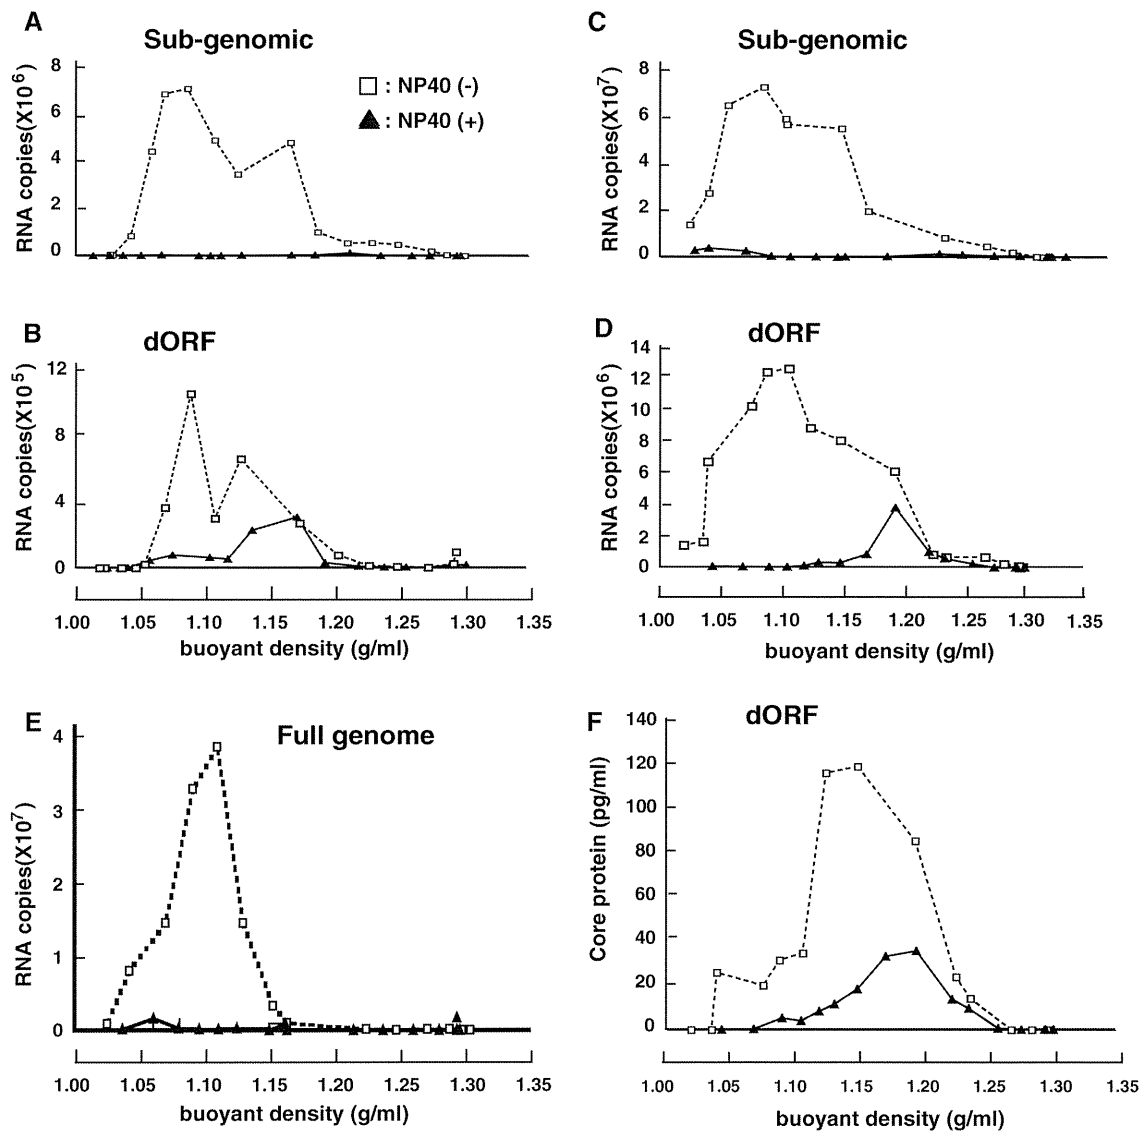 A
Sub-genomic
8
6
4
2
0
RNA copies(X10⁶)
: NP40 (-)
: NP40 (+)
C
Sub-genomic
8
6
4
2
0
RNA copies(X10⁷)
B
dORF
12
8
4
0
RNA copies(X10⁵)
1.00 1.05 1.10 1.15 1.20 1.25 1.30 1.35
buoyant density (g/ml)
D
dORF
14
12
10
8
6
4
2
0
RNA copies(X10⁶)
1.00 1.05 1.10 1.15 1.20 1.25 1.30 1.35
buoyant density (g/ml)
E
Full genome
4
3
2
1
0
RNA copies(X10⁷)
1.00 1.05 1.10 1.15 1.20 1.25 1.30 1.35
buoyant density (g/ml)
F
dORF
140
120
100
80
60
40
20
0
Core protein (pg/ml)
1.00 1.05 1.10 1.15 1.20 1.25 1.30 1.35
buoyant density (g/ml)